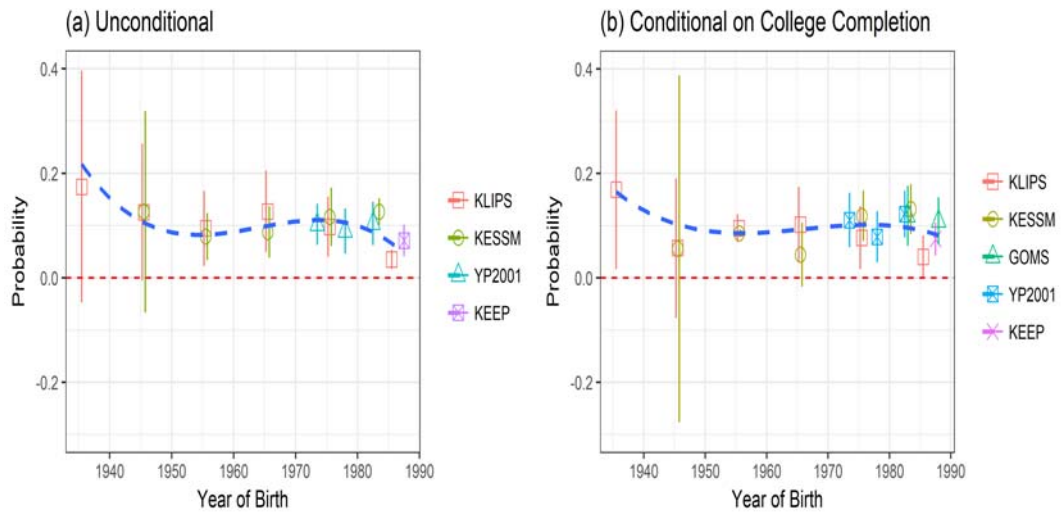 (a) Unconditional
0.4
0.2
0.0
-0.2
Probability
1940 1950 1960 1970 1980 1990
Year of Birth
KLIPS
KESSM
YP2001
KEEP
(b) Conditional on College Completion
0.4
0.2
0.0
-0.2
Probability
1940 1950 1960 1970 1980 1990
Year of Birth
KLIPS
KESSM
GOMS
YP2001
KEEP